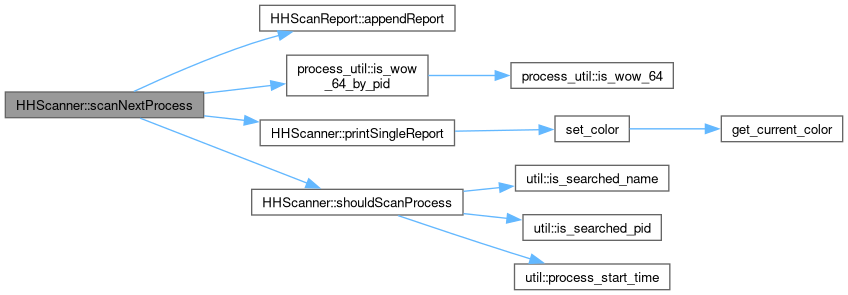 HHScanReport::appendReport
process_util::is_wow
_64_by_pid
process_util::is_wow_64
HHScanner::scanNextProcess
HHScanner::printSingleReport
set_color
get_current_color
util::is_searched_name
HHScanner::shouldScanProcess
util::is_searched_pid
util::process_start_time